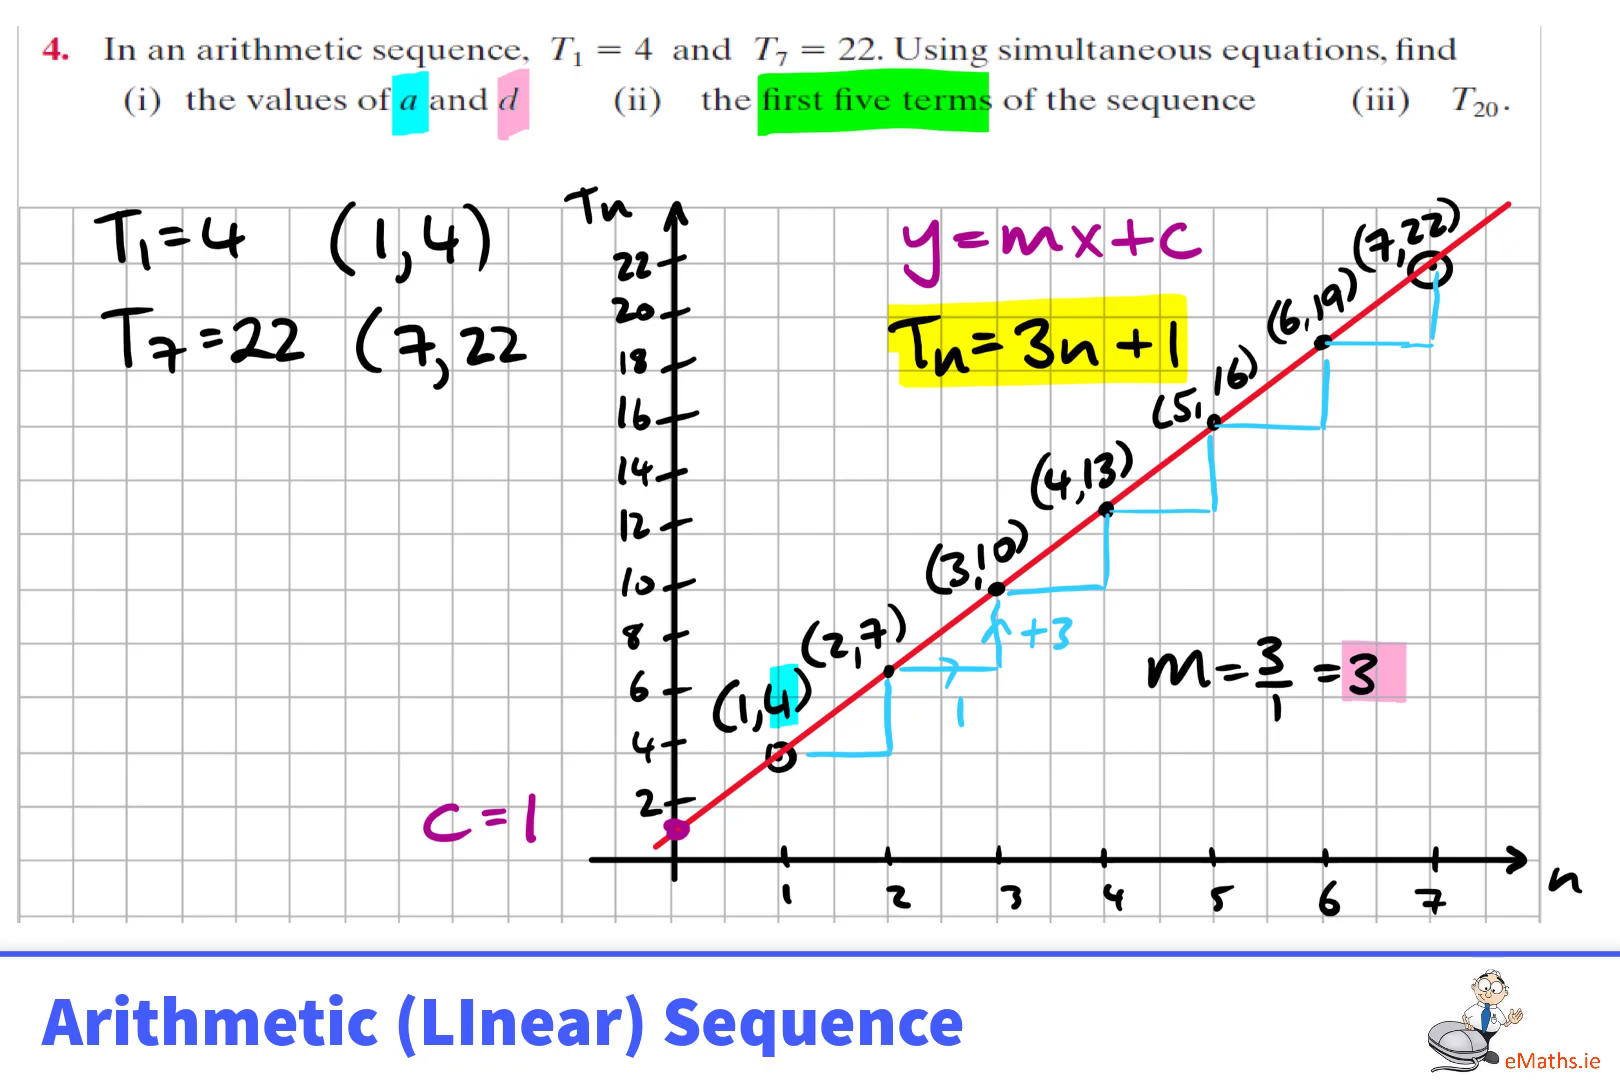 4. In an arithmetic sequence, T1 = 4 and T7 = 22. Using simultaneous equations, find
(i) the values of a and d (ii) the first five terms of the sequence (iii) T20.
T1=4 (1,4)
T7=22 (7,22
Tn
22
20
18
16
14
12
10
8
6
4
2
y=mx+c
Tn=3n+1
(7,22)
(6,19)
(5,16)
(4,13)
(3,10)
(2,7)
(1,4)
+3
1
m=3/1=3
c=1
1 2 3 4 5 6 7 n
Arithmetic (LInear) Sequence
eMaths.ie